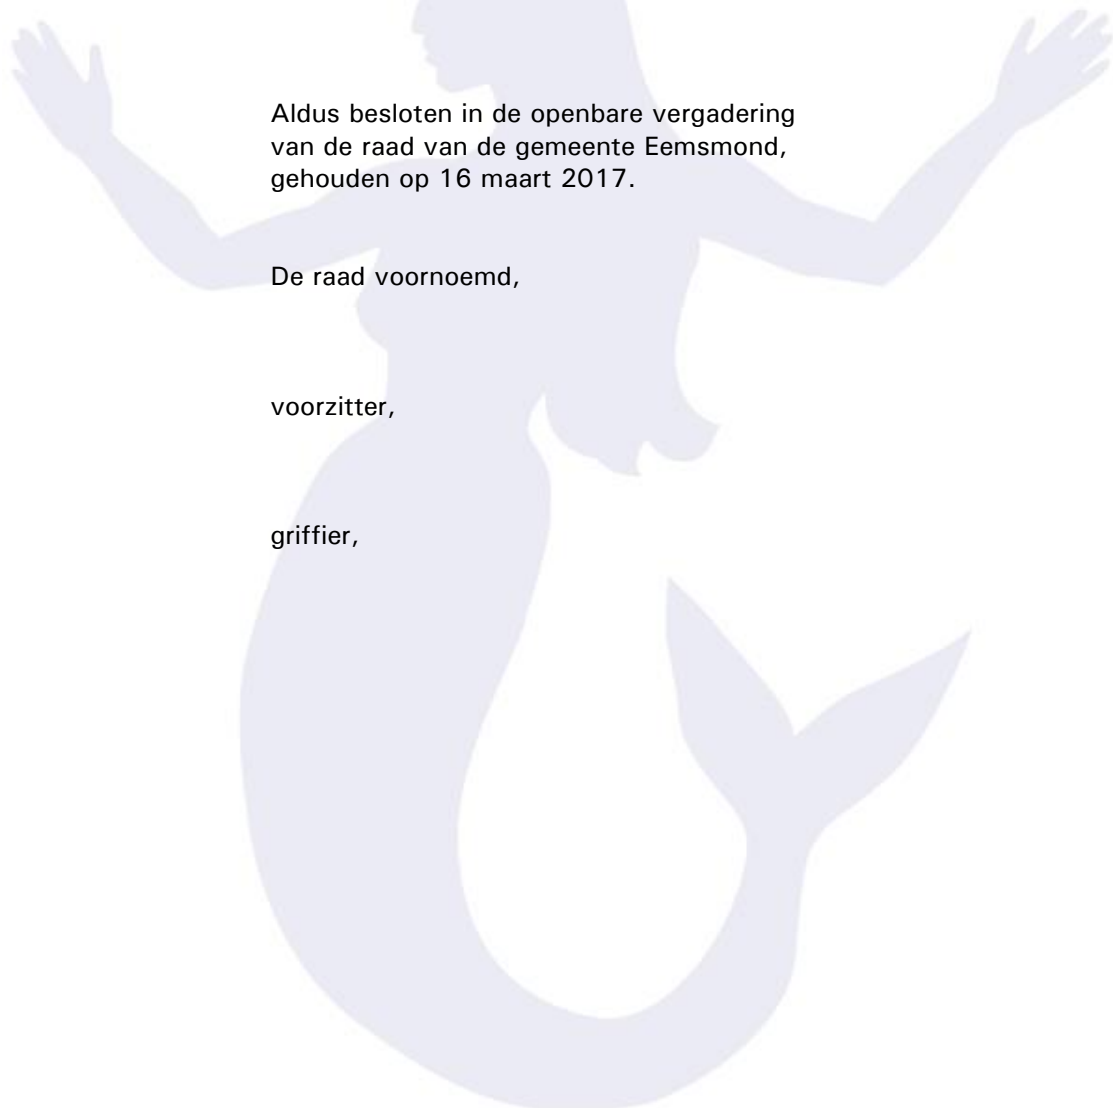 Aldus besloten in de openbare vergadering
van de raad van de gemeente Eemsmond,
gehouden op 16 maart 2017.
De raad voornoemd,
voorzitter,
griffier,